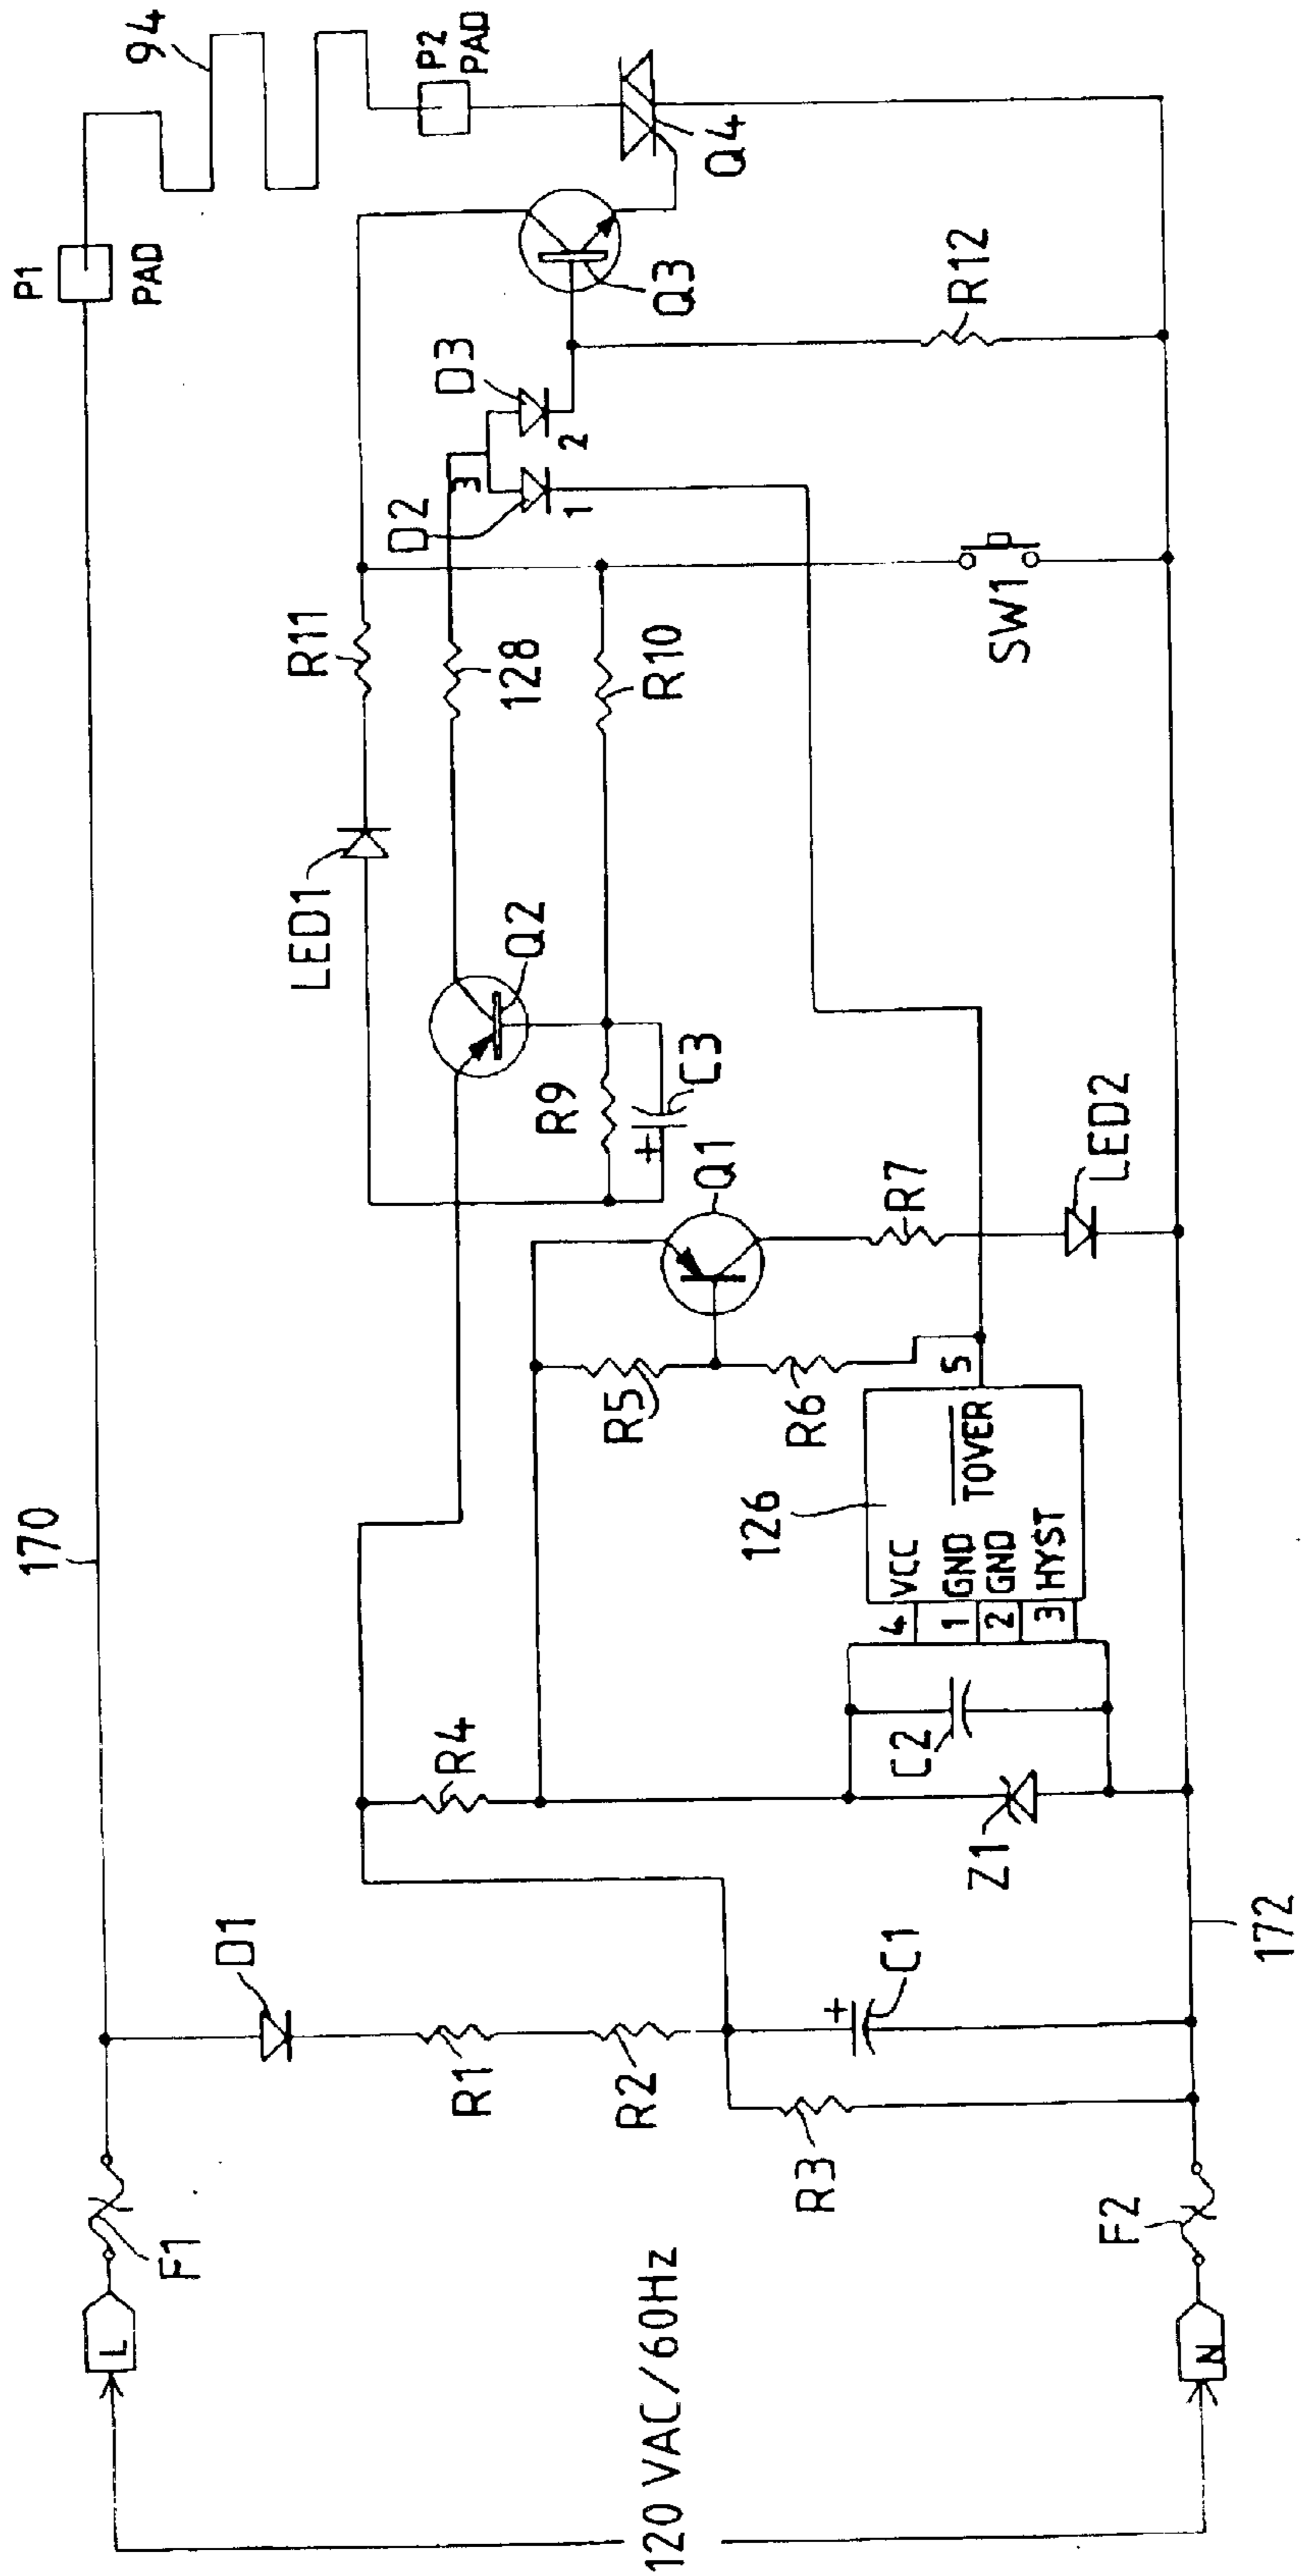 120 VAC/60Hz
L
N
F1
F2
170
172
D1
R1
R2
R3
C1
+
R4
Z1
C2
126
4 VCC
1 GND
2 GND
3 HYST
TOVER
5
R5
R6
Q1
R7
LED2
R9
C3
+
Q2
LED1
R11
128
R10
D2
D3
3
1
2
SW1
Q3
R12
Q4
P1
PAD
94
P2
PAD